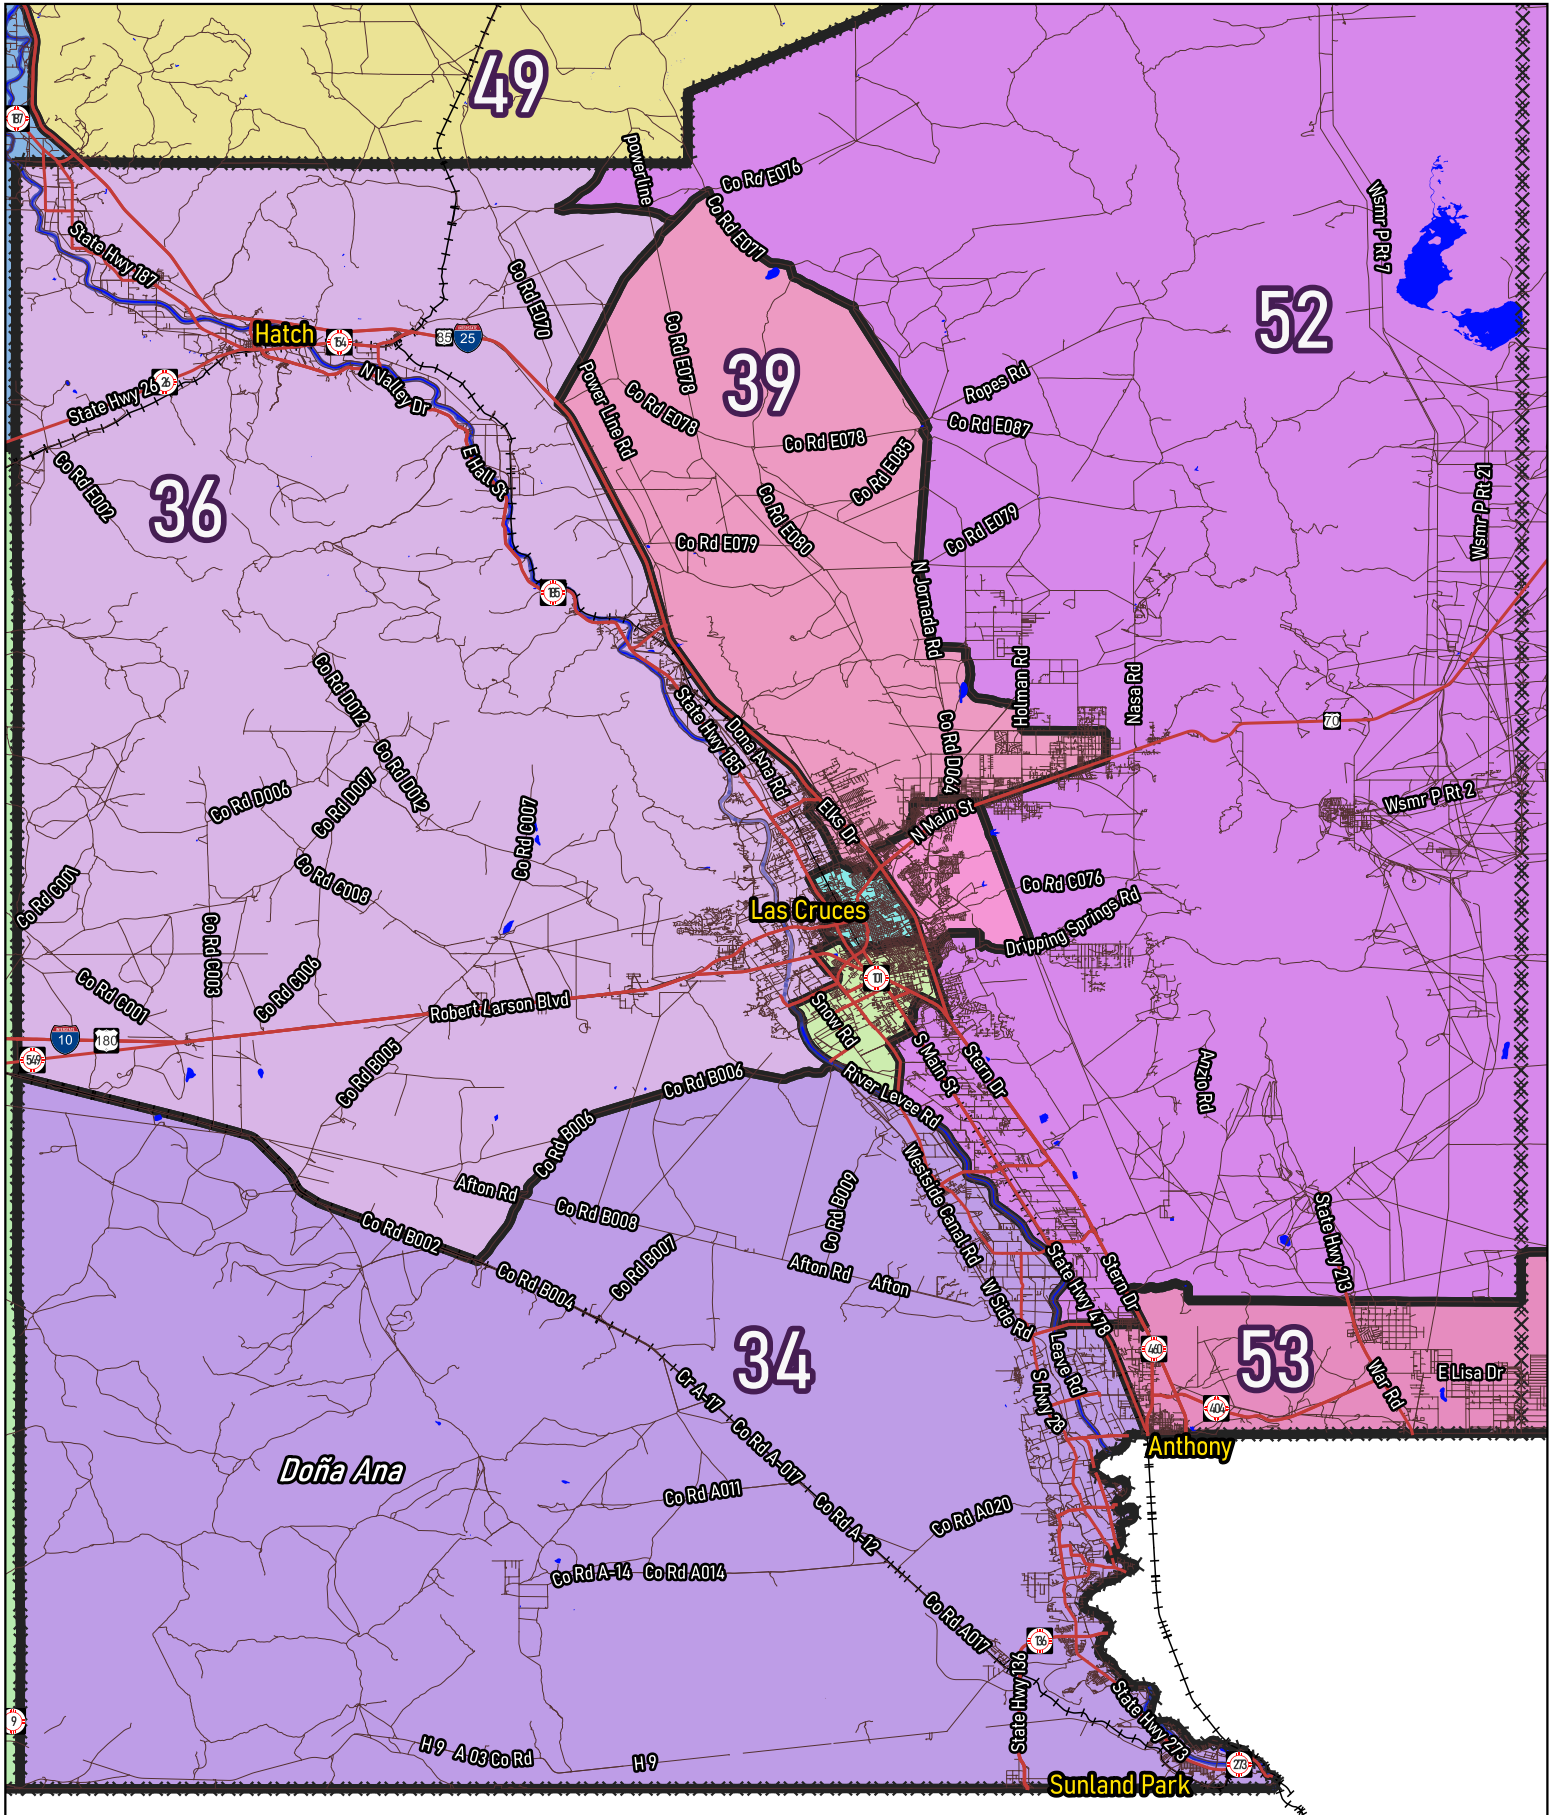 49
187
powerline
Co Rd E076
Co Rd E077
Wsmr P Rt 7
State Hwy 187
Co Rd E070
52
Hatch
154
85
25
Co Rd E078
39
26
State Hwy 26
N Valley Dr
Power Line Rd
Co Rd E078
Ropes Rd
Co Rd E087
Co Rd E078
Co Rd E085
Co Rd E002
E Hall St
36
Co Rd E080
Co Rd E079
Co Rd E079
Wsmr P Rt 21
185
N Jornada Rd
Holman Rd
Nasa Rd
Co Rd D012
State Hwy 185
Dona Ana Rd
Co Rd D044
70
Co Rd D012
Co Rd D006
Co Rd D007
Co Rd C007
Elks Dr
N Main St
Wsmr P Rt 2
Co Rd C001
Co Rd C008
Co Rd C076
Las Cruces
Dripping Springs Rd
Co Rd C003
Co Rd C006
Co Rd C001
101
Robert Larson Blvd
Snow Rd
10
180
549
Co Rd B005
Co Rd B006
River Levee Rd
S Main St
Stern Dr
Anzio Rd
Co Rd B006
Afton Rd
Co Rd B008
Co Rd B009
Westside Canal Rd
Co Rd B002
Co Rd B007
Afton Rd
Afton
State Hwy 213
Co Rd B004
W Side Rd
State Hwy 478
Stern Dr
34
Leave Rd
460
53
E Lisa Dr
War Rd
404
Cr A-17
S Hwy 28
Co Rd A-017
Anthony
Doña Ana
Co Rd A011
Co Rd A-12
Co Rd A020
Co Rd A-14
Co Rd A014
Co Rd A017
136
State Hwy 136
State Hwy 273
9
H 9
A 03 Co Rd
H 9
273
Sunland Park